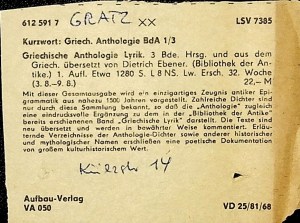 612 591 7 GRATZ XX LSV 7385
Kurzwort: Griech. Anthologie BdA 1/3
Griechische Anthologie Lyrik. 3 Bde. Hrsg. und aus dem
Griech. übersetzt von Dietrich Ebener. (Bibliothek der An-
tike.) 1. Aufl. Etwa 1280 S. L 8 NS. Lw. Ersch. 32. Woche
(3. 8.–9. 8.) 22,– M
Mit dieser Gesamtausgabe wird ein einzigartiges Zeugnis antiker Epi-
grammatik aus nahezu 1500 Jahren vorgestellt. Zahlreiche Dichter sind
nur durch diese Sammlung bekannt, so daß die „Anthologie" zugleich
eine einbändige Ergänzung zu dem in der „Bibliothek der Antike"
bereits erschienenen Band „Griechische Lyrik" darstellt. Die Texte sind
neu übersetzt und werden in bewährter Weise kommentiert. Erläu-
ternde Verzeichnisse der Anthologie-Dichter sowie anderer historischer
und mythologischer Namen erschließen eine poetische Dokumentation
von großem kulturhistorischem Wert.
14
Aufbau-Verlag
VA 050 VD 25/81/68